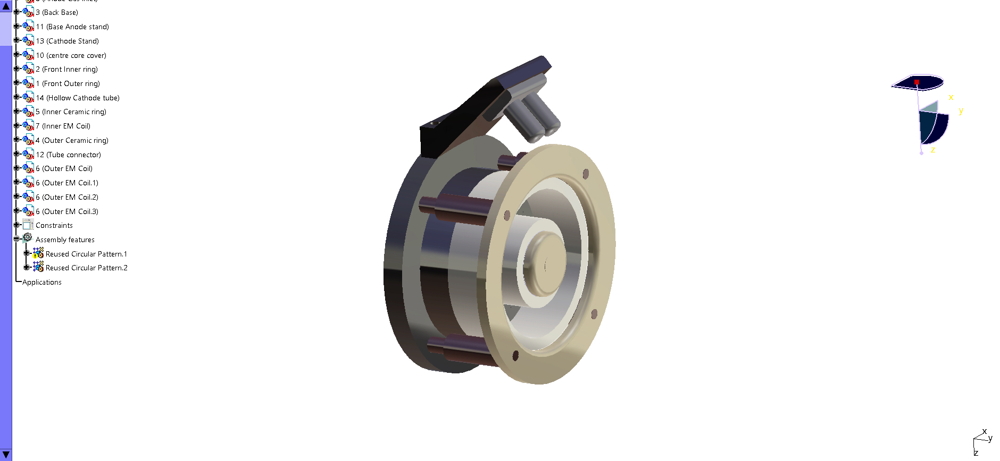 3 (Back Base)
11 (Base Anode stand)
13 (Cathode Stand)
10 (centre core cover)
2 (Front Inner ring)
1 (Front Outer ring)
14 (Hollow Cathode tube)
5 (Inner Ceramic ring)
7 (Inner EM Coil)
4 (Outer Ceramic ring)
12 (Tube connector)
6 (Outer EM Coil)
6 (Outer EM Coil.1)
6 (Outer EM Coil.2)
6 (Outer EM Coil.3)
Constraints
Assembly features
Reused Circular Pattern.1
Reused Circular Pattern.2
Applications
x
y
z
x
y
z